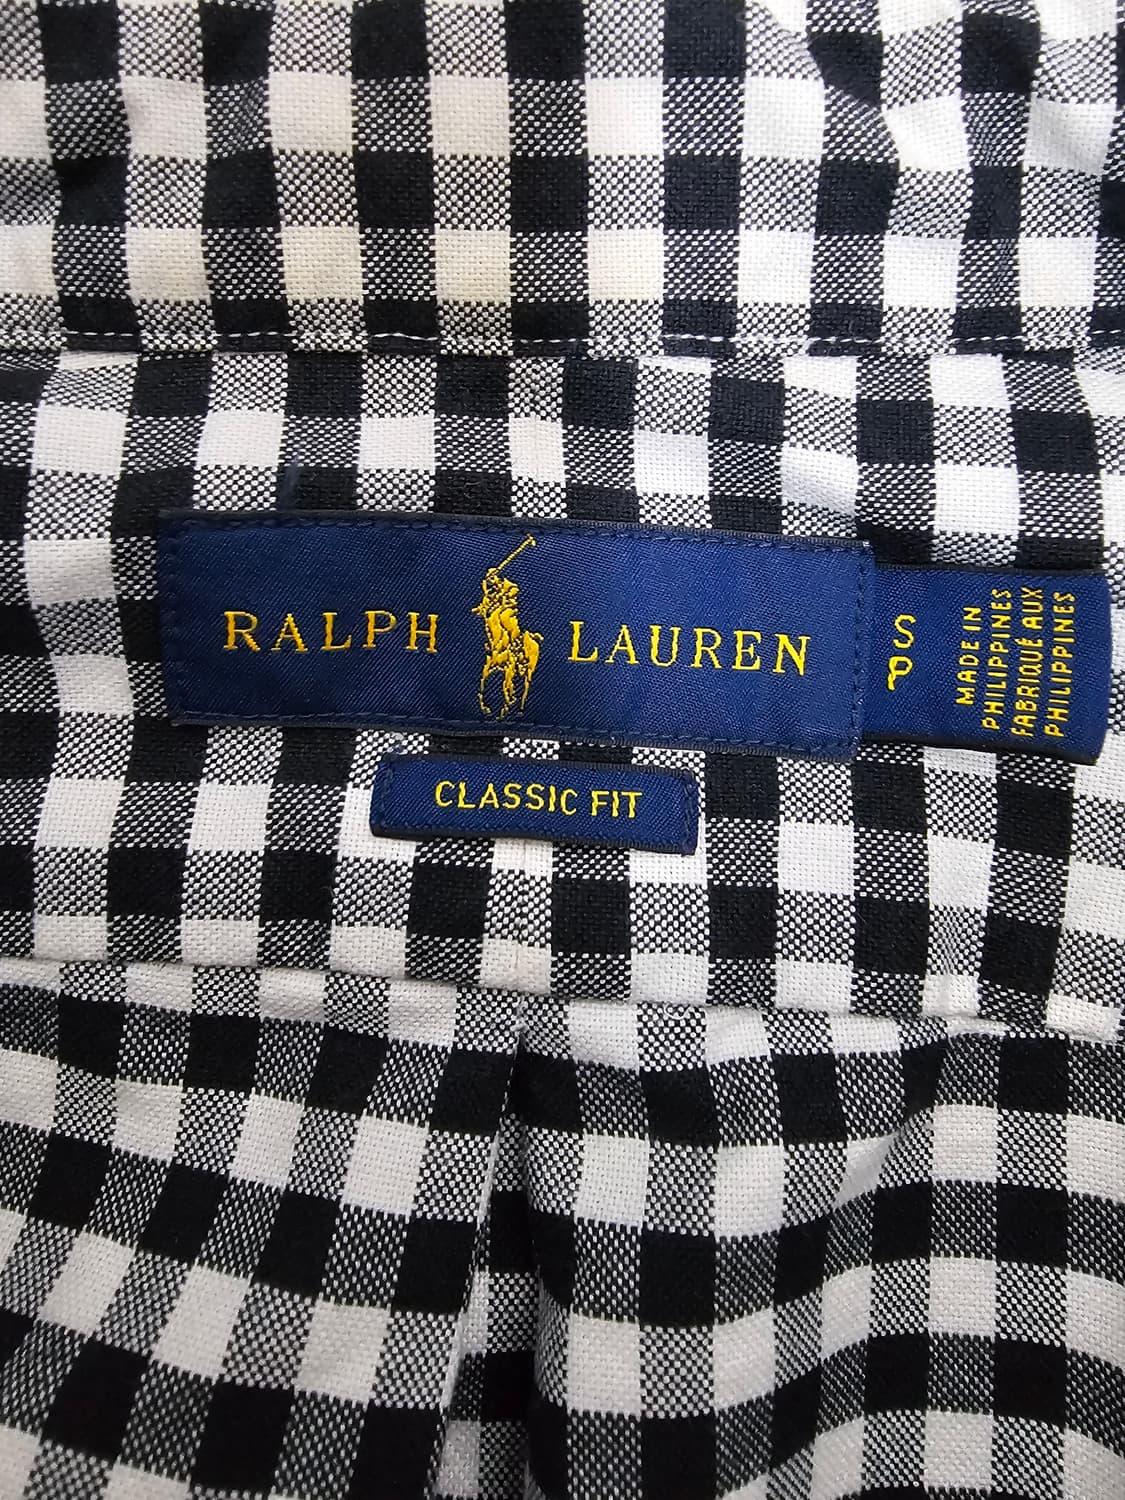 RALPH LAUREN
S
P
MADE IN
PHILIPPINES
FABRIQUÉ AUX
PHILIPPINES
CLASSIC FIT